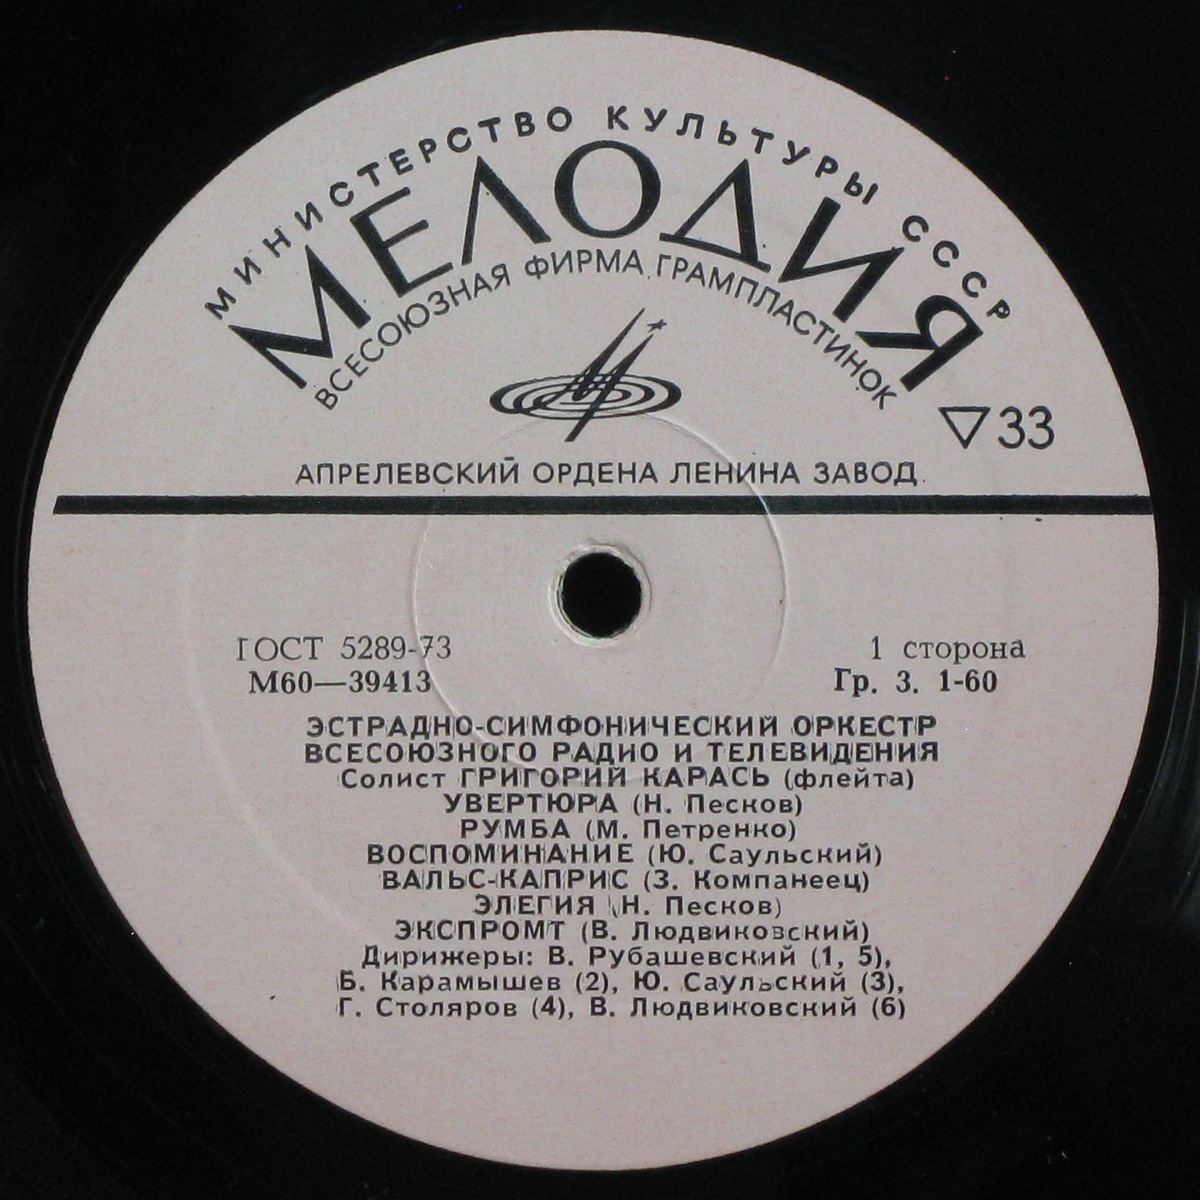 МИНИСТЕРСТВО КУЛЬТУРЫ СССР
МЕЛОДИЯ
ВСЕСОЮЗНАЯ ФИРМА ГРАМПЛАСТИНОК
33
АПРЕЛЕВСКИЙ ОРДЕНА ЛЕНИНА ЗАВОД
ГОСТ 5289-73
1 сторона
М60—39413
Гр. 3. 1-60
ЭСТРАДНО-СИМФОНИЧЕСКИЙ ОРКЕСТР
ВСЕСОЮЗНОГО РАДИО И ТЕЛЕВИДЕНИЯ
Солист ГРИГОРИЙ КАРАСЬ (флейта)
УВЕРТЮРА (Н. Песков)
РУМБА (М. Петренко)
ВОСПОМИНАНИЕ (Ю. Саульский)
ВАЛЬС-КАПРИС (З. Компанеец)
ЭЛЕГИЯ (Н. Песков)
ЭКСПРОМТ (В. Людвиковский)
Дирижеры: В. Рубашевский (1, 5),
Б. Карамышев (2), Ю. Саульский (3),
Г. Столяров (4), В. Людвиковский (6)